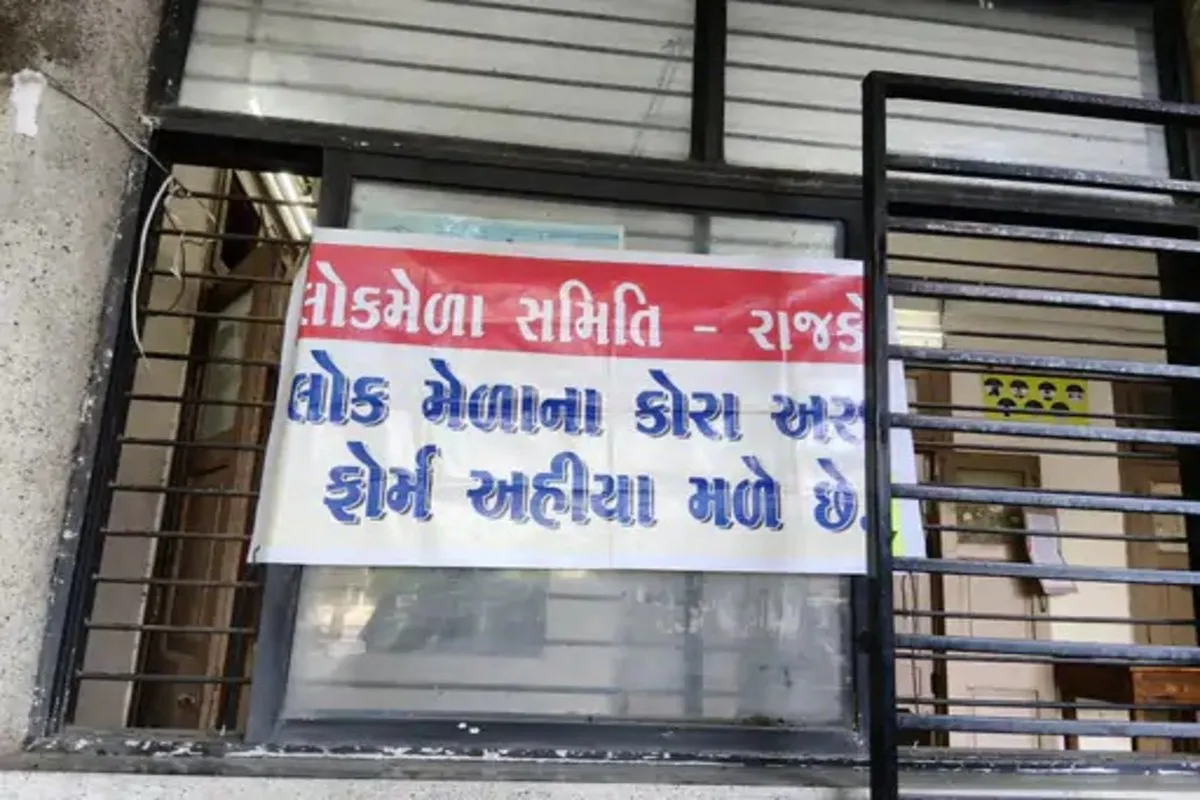 લોકમેળા સમિતિ -
લોક મેળાના કોરા
ફોર્મ અહીયા મળે છે.